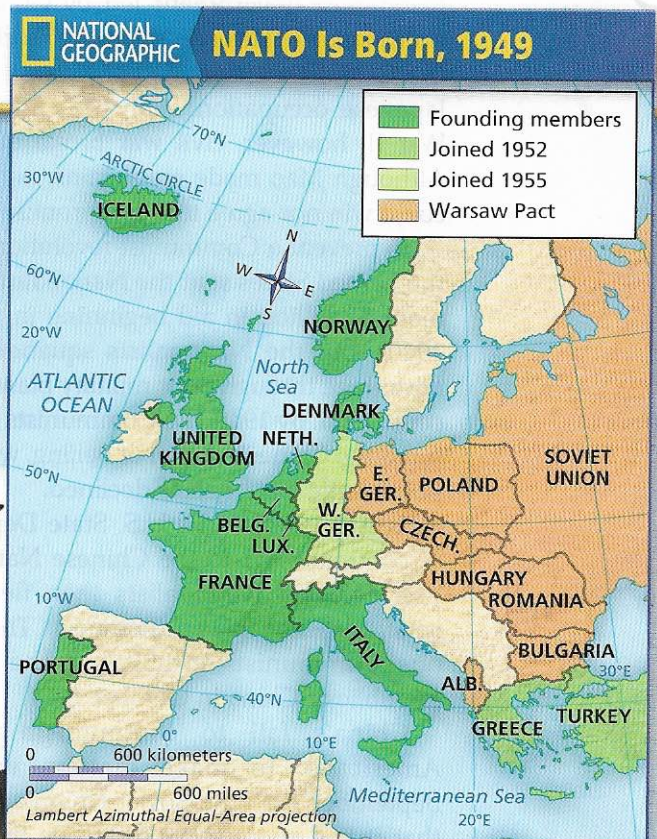 NATIONAL
GEOGRAPHIC
NATO Is Born, 1949
Founding members
Joined 1952
Joined 1955
Warsaw Pact
70°N
ARCTIC CIRCLE
30°W
ICELAND
N
W
E
S
60°N
20°W
NORWAY
North
Sea
ATLANTIC
OCEAN
DENMARK
UNITED
KINGDOM
NETH.
50°N
E.
GER.
POLAND
SOVIET
UNION
W.
GER.
BELG.
LUX.
CZECH.
FRANCE
HUNGARY
ROMANIA
10°W
ITALY
BULGARIA
PORTUGAL
30°E
ALB.
40°N
GREECE
TURKEY
0°
10°E
0
600 kilometers
0
600 miles
Mediterranean Sea
Lambert Azimuthal Equal-Area projection
20°E